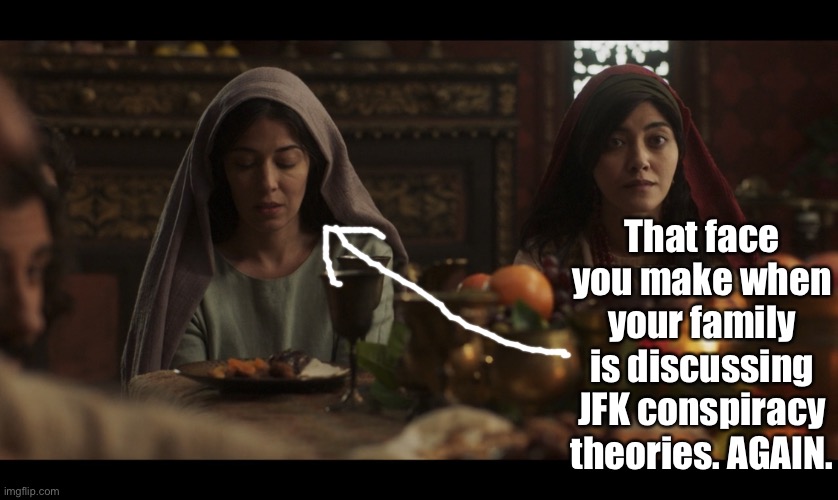 That face
you make when
your family
is discussing
JFK conspiracy
theories. AGAIN.
imgflip.com